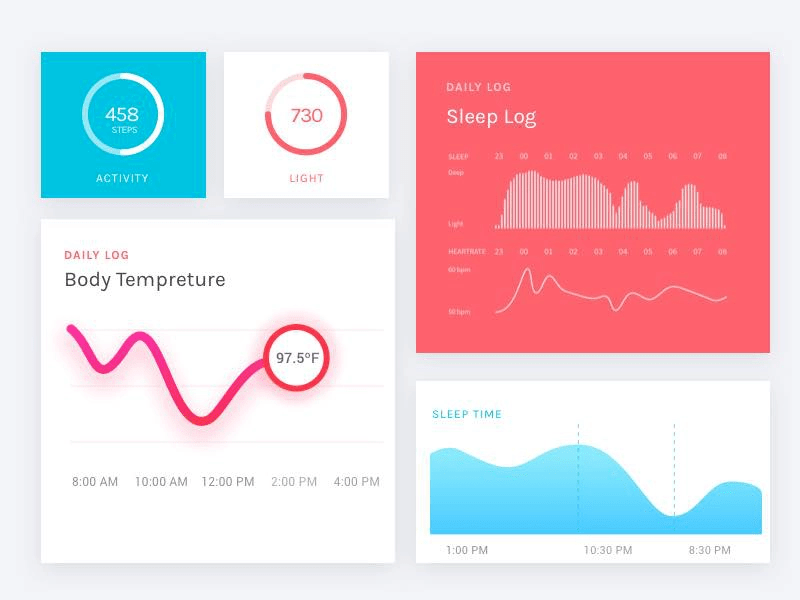 458
STEPS
ACTIVITY
730
LIGHT
DAILY LOG
Body Tempreture
97.5°F
8:00 AM 10:00 AM 12:00 PM 2:00 PM 4:00 PM
DAILY LOG
Sleep Log
SLEEP 23 00 01 02 03 04 05 06 07 08
Deep
Light
HEARTRATE 23 00 01 02 03 04 05 06 07 08
60 bpm
50 bpm
SLEEP TIME
1:00 PM 10:30 PM 8:30 PM